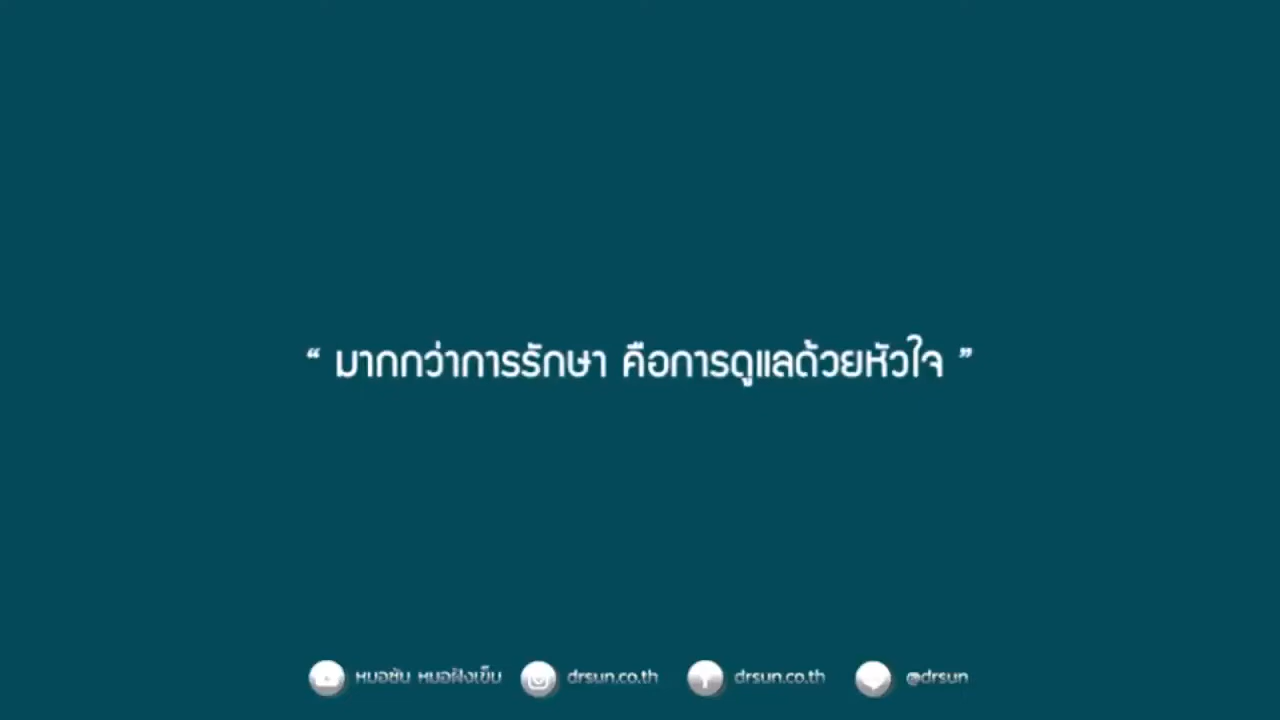 “ มากกว่าการรักษา คือการดูแลด้วยหัวใจ ”
หมอซัน หมอฝังเข็ม drsun.co.th drsun.co.th @drsun